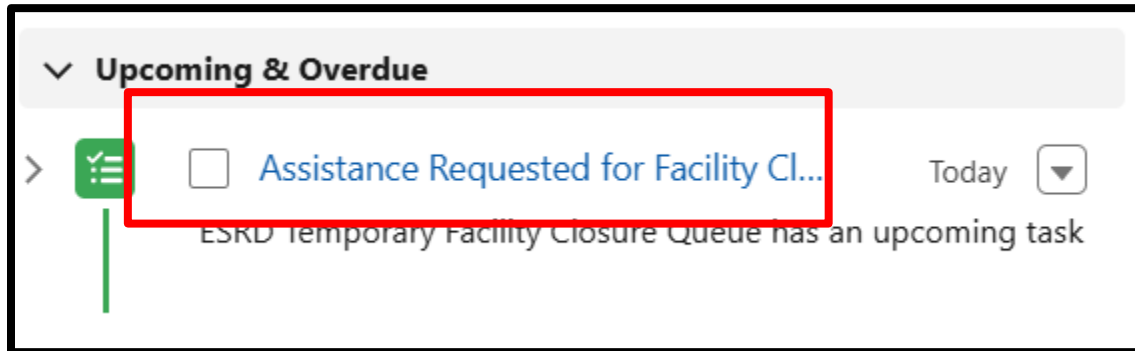 Upcoming & Overdue
Assistance Requested for Facility Cl...
Today
ESRD Temporary Facility Closure Queue has an upcoming task